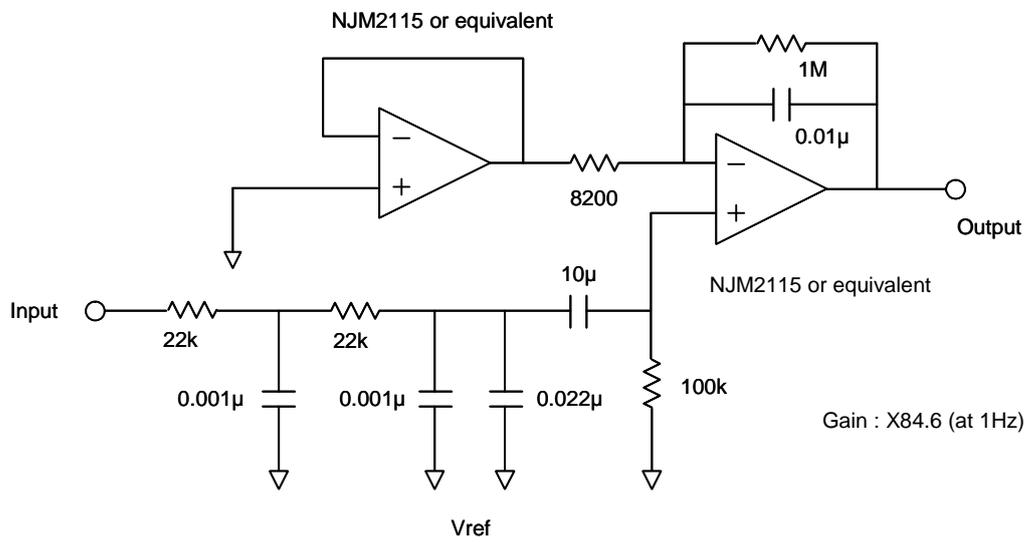 NJM2115 or equivalent
1M
0.01μ
−
+
8200
−
+
Output
10μ
NJM2115 or equivalent
Input
22k
22k
0.001μ
0.001μ
0.022μ
100k
Gain : X84.6 (at 1Hz)
Vref